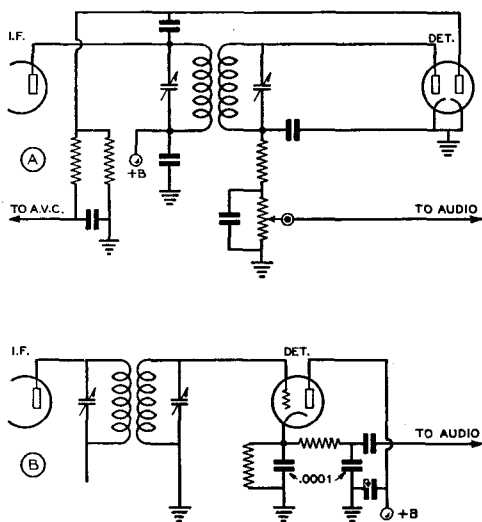 I.F.
DET.
A
+B
TO A.V.C.
TO AUDIO
I.F.
DET.
B
TO AUDIO
.0001
+B